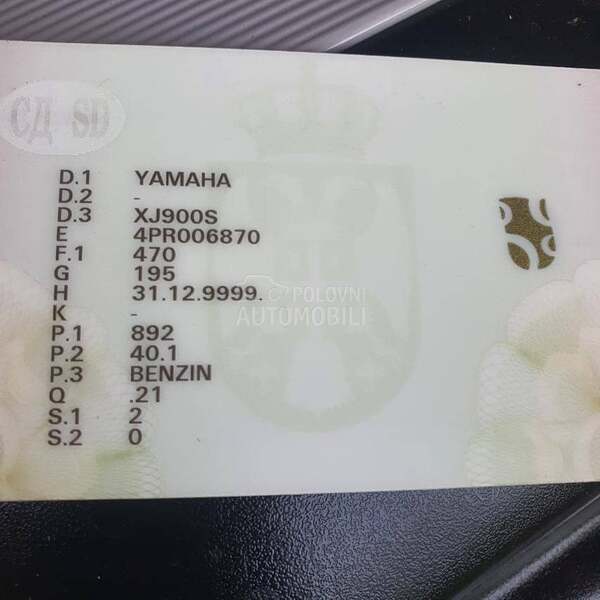 СД SD
D.1 YAMAHA
D.2 -
D.3 XJ900S
E 4PR006870
F.1 470
G 195
H 31.12.9999.
K -
P.1 892
P.2 40.1
P.3 BENZIN
Q .21
S.1 2
S.2 0
POLOVNI
AUTOMOBILI